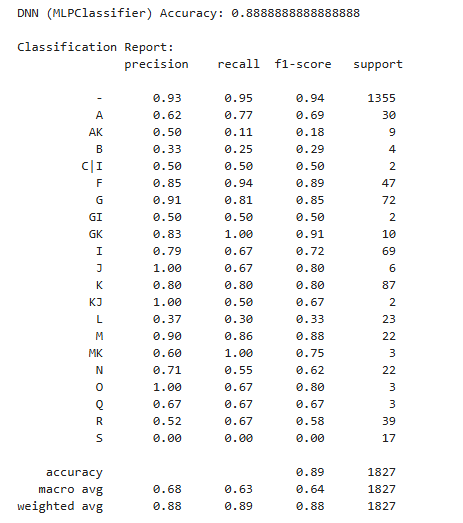 DNN (MLPClassifier) Accuracy: 0.8888888888888888
Classification Report:
precision recall f1-score support
- 0.93 0.95 0.94 1355
A 0.62 0.77 0.69 30
AK 0.50 0.11 0.18 9
B 0.33 0.25 0.29 4
C|I 0.50 0.50 0.50 2
F 0.85 0.94 0.89 47
G 0.91 0.81 0.85 72
GI 0.50 0.50 0.50 2
GK 0.83 1.00 0.91 10
I 0.79 0.67 0.72 69
J 1.00 0.67 0.80 6
K 0.80 0.80 0.80 87
KJ 1.00 0.50 0.67 2
L 0.37 0.30 0.33 23
M 0.90 0.86 0.88 22
MK 0.60 1.00 0.75 3
N 0.71 0.55 0.62 22
O 1.00 0.67 0.80 3
Q 0.67 0.67 0.67 3
R 0.52 0.67 0.58 39
S 0.00 0.00 0.00 17
accuracy 0.89 1827
macro avg 0.68 0.63 0.64 1827
weighted avg 0.88 0.89 0.88 1827